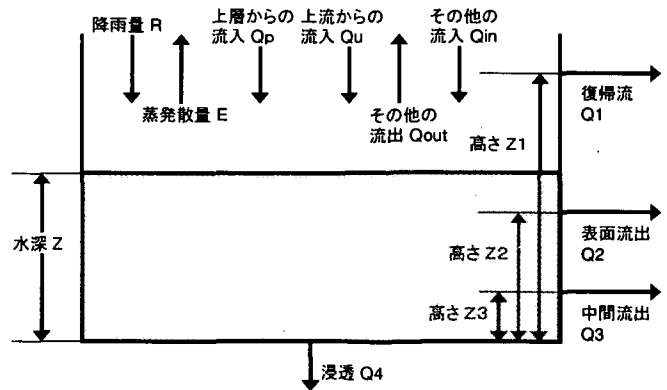 降雨量 R
上層からの
流入 Qp
上流からの
流入 Qu
その他の
流入 Qin
蒸発散量 E
その他の
流出 Qout
復帰流
Q1
高さ Z1
水深 Z
高さ Z2
表面流出
Q2
高さ Z3
中間流出
Q3
浸透 Q4